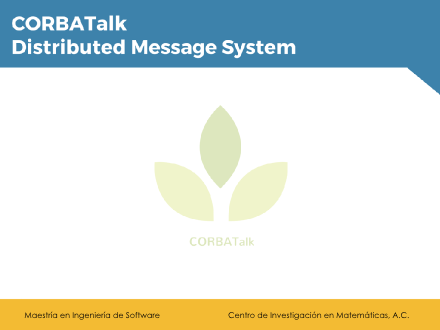 CORBATalk
Distributed Message System
CORBATalk
Maestría en Ingeniería de Software
Centro de Investigación en Matemáticas, A.C.